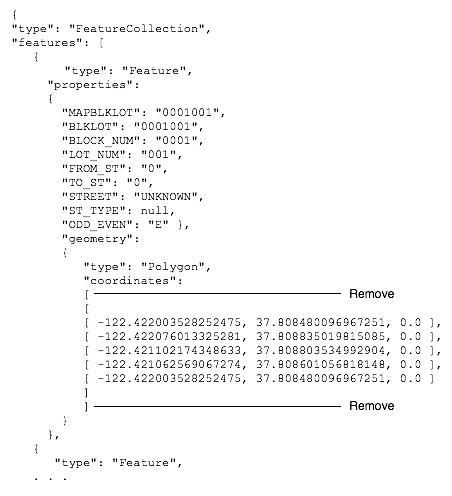 {
"type": "FeatureCollection",
"features": [
{
"type": "Feature",
"properties":
{
"MAPBLKLOT": "0001001",
"BLKLOT": "0001001",
"BLOCK_NUM": "0001",
"LOT_NUM": "001",
"FROM_ST": "0",
"TO_ST": "0",
"STREET": "UNKNOWN",
"ST_TYPE": null,
"ODD_EVEN": "E" },
"geometry":
{
"type": "Polygon",
"coordinates":
[ Remove
[
[ -122.422003528252475, 37.808480096967251, 0.0 ],
[ -122.422076013325281, 37.808835019815085, 0.0 ],
[ -122.421102174348633, 37.808803534992904, 0.0 ],
[ -122.421062569067274, 37.808601056818148, 0.0 ],
[ -122.422003528252475, 37.808480096967251, 0.0 ]
]
] Remove
}
},
{
"type": "Feature",
. . .